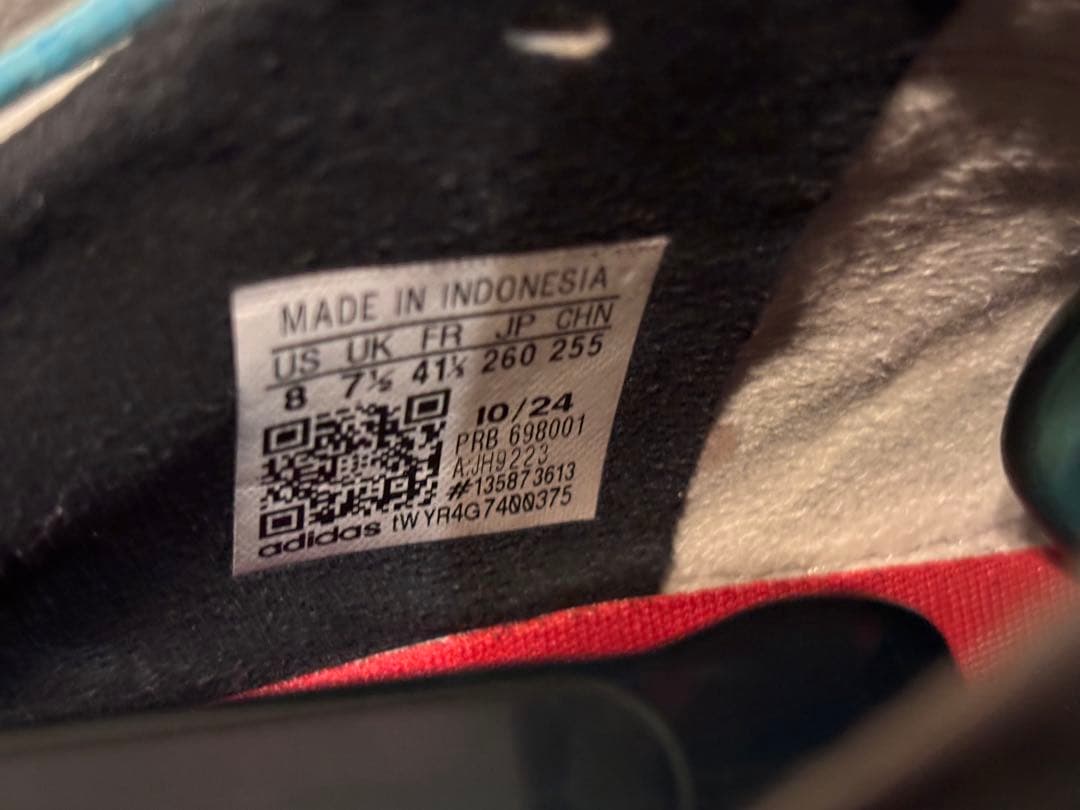 MADE IN INDONESIA
US UK FR JP CHN
8 7½ 41⅓ 260 255
10/24
PRB 698001
A:JH9223
#135873613
adidas tWYR4G7400375